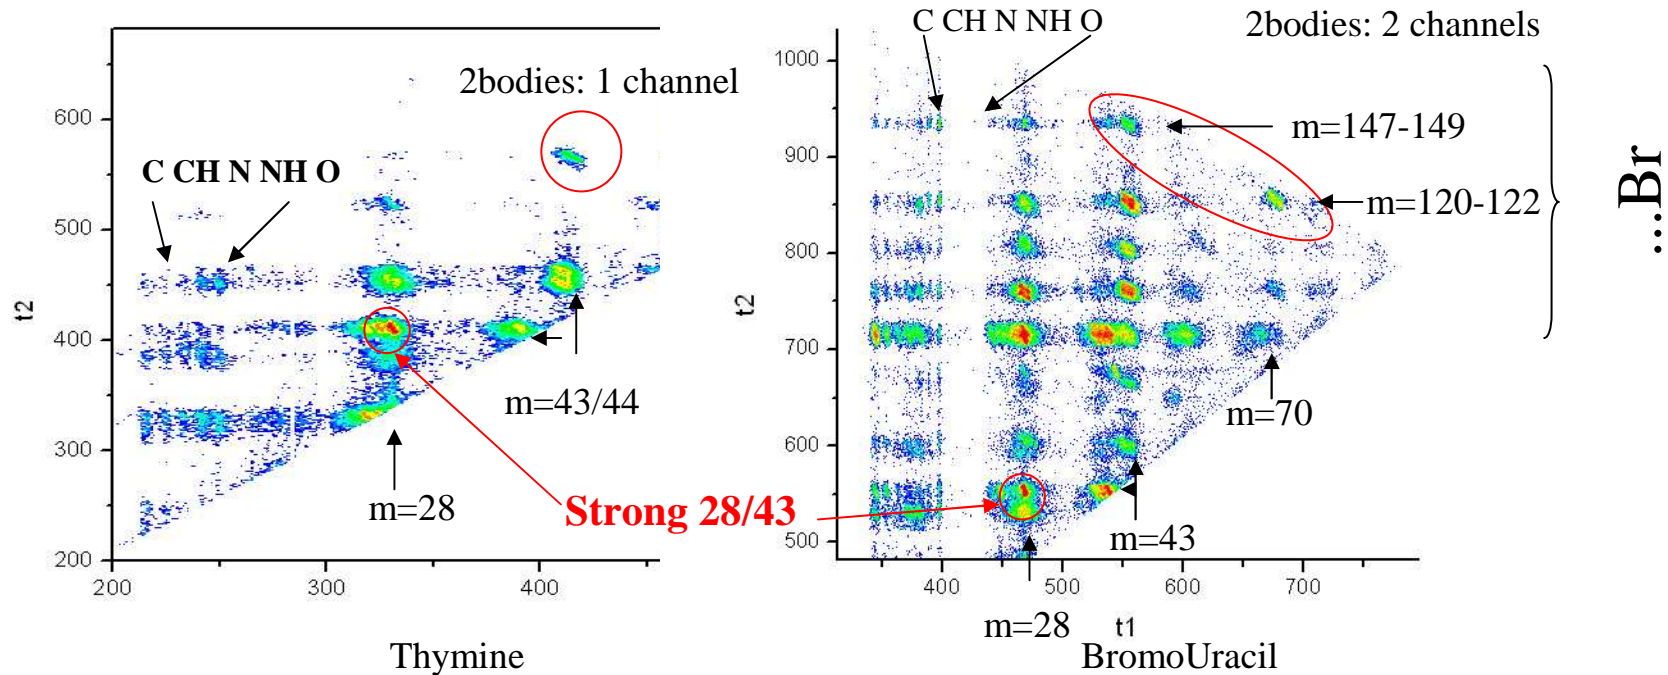 2bodies: 1 channel
C CH N NH O
600
500
400
300
200
t2
200
300
400
m=43/44
m=28
Strong 28/43
Thymine
C CH N NH O
2bodies: 2 channels
1000
900
800
700
600
500
t2
m=147-149
m=120-122
....Br
m=70
m=43
400
500
600
700
m=28
t1
BromoUracil